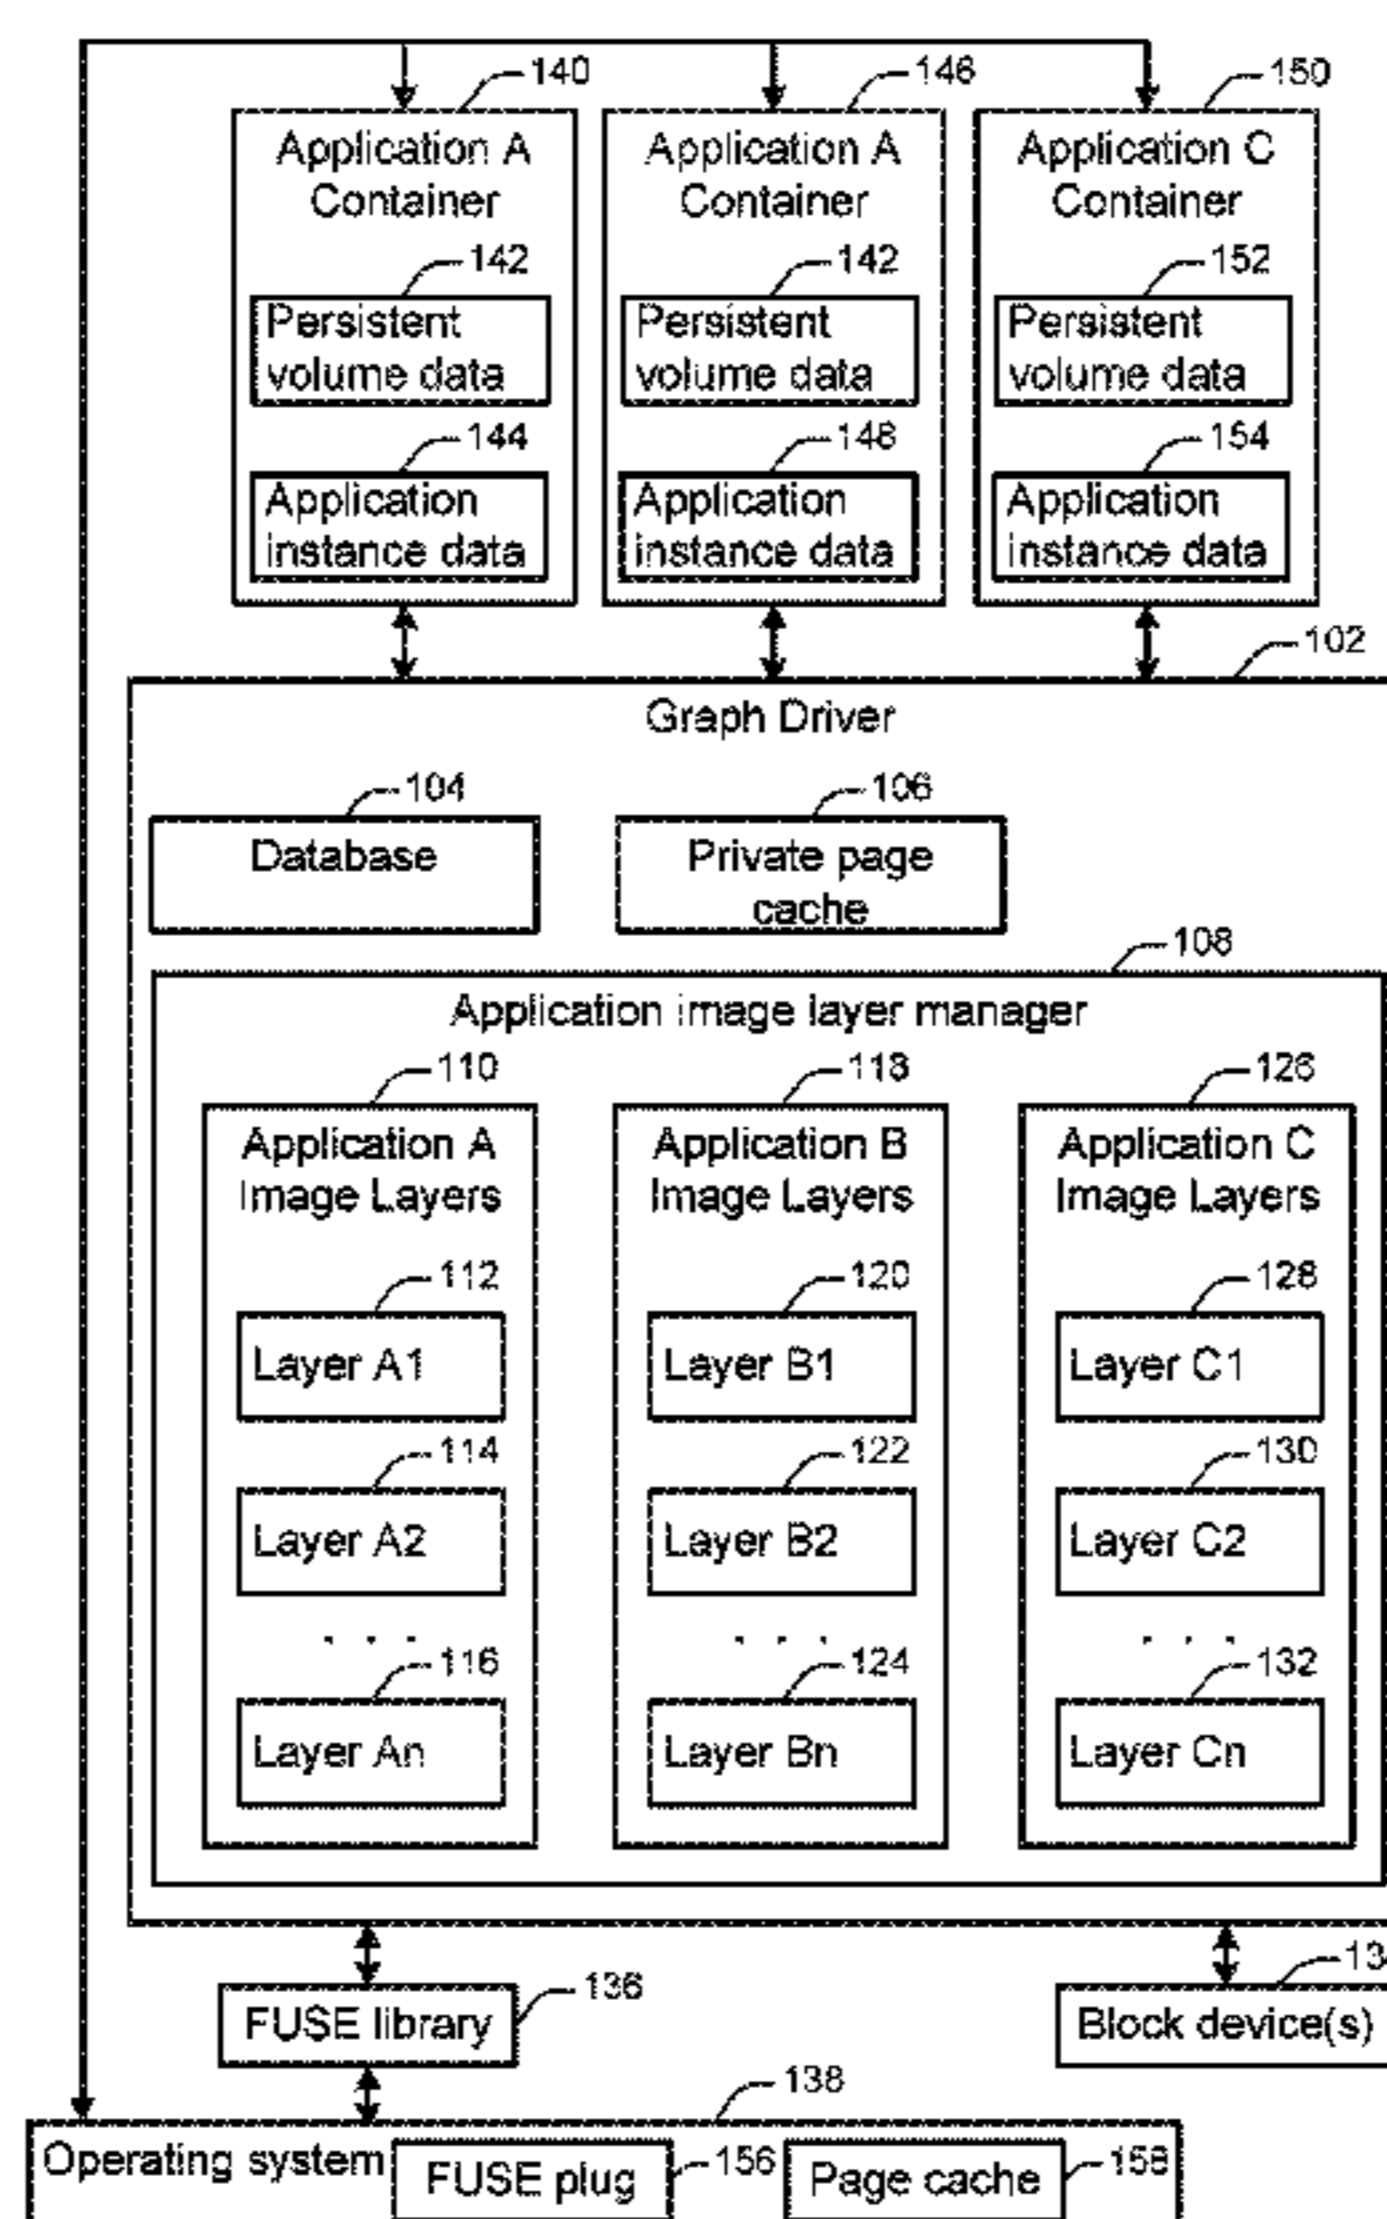 140
146
150
Application A
Container
Application A
Container
Application C
Container
142
142
152
Persistent
volume data
Persistent
volume data
Persistent
volume data
144
148
154
Application
instance data
Application
instance data
Application
instance data
102
Graph Driver
104
106
Database
Private page
cache
108
Application image layer manager
110
118
126
Application A
Image Layers
Application B
Image Layers
Application C
Image Layers
112
120
128
Layer A1
Layer B1
Layer C1
114
122
130
Layer A2
Layer B2
Layer C2
. . .
. . .
. . .
116
124
132
Layer An
Layer Bn
Layer Cn
136
FUSE library
Block device(s)
138
Operating system
FUSE plug
156
Page cache
158